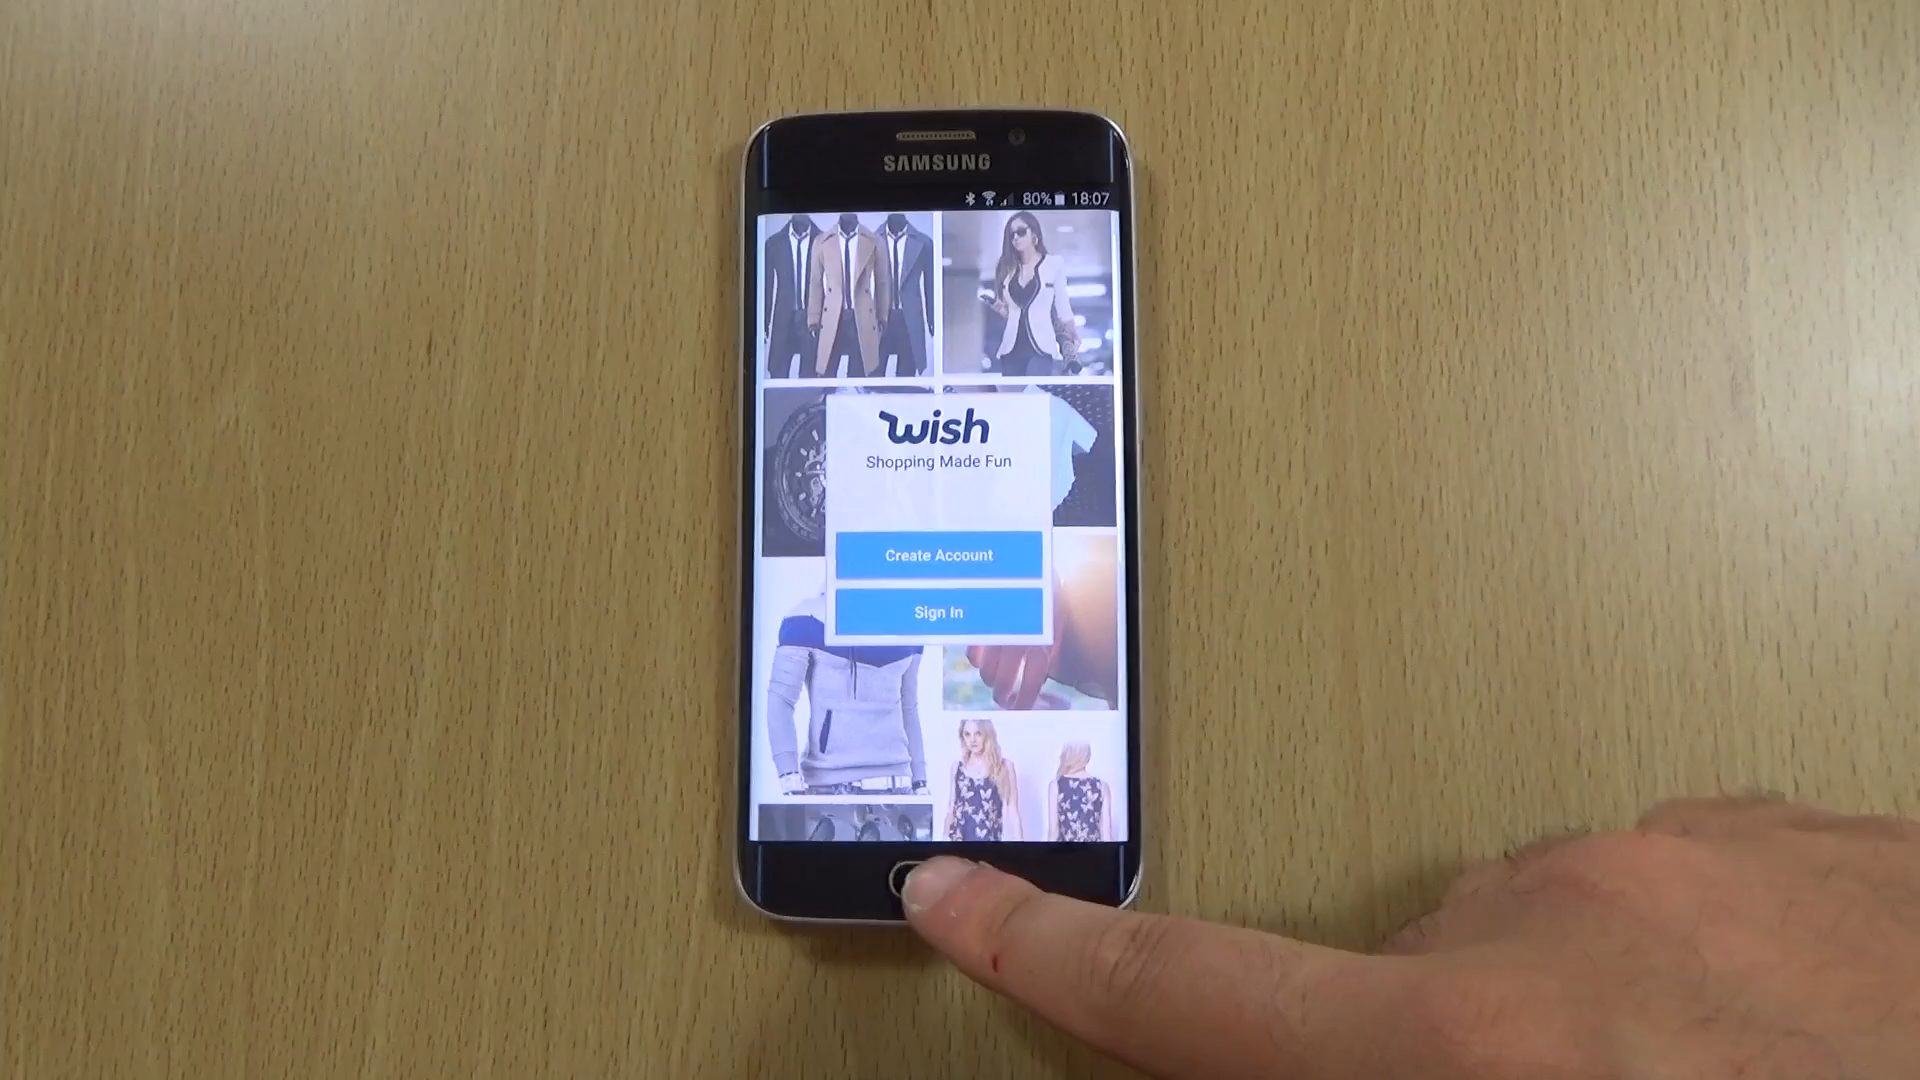 SAMSUNG
80% 18:07
wish
Shopping Made Fun
Create Account
Sign In